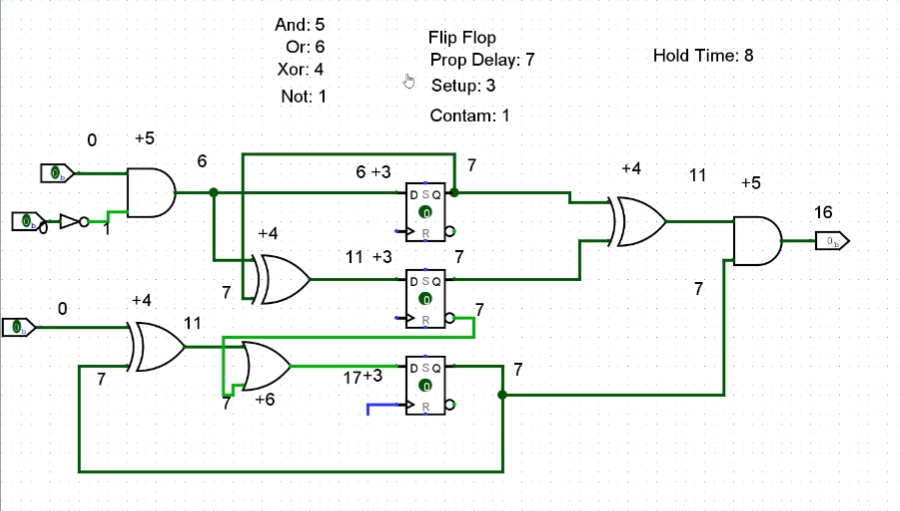 And: 5
Or: 6
Xor: 4
Not: 1
Flip Flop
Prop Delay: 7
Setup: 3
Contam: 1
Hold Time: 8
0
+5
6
6 +3
7
+4
11
+5
16
0b
D S Q
0
R
0b
0
1
+4
11 +3
7
7
D S Q
0
R
7
7
0b
0b
0
+4
11
7
7
+6
17+3
D S Q
0
R
7